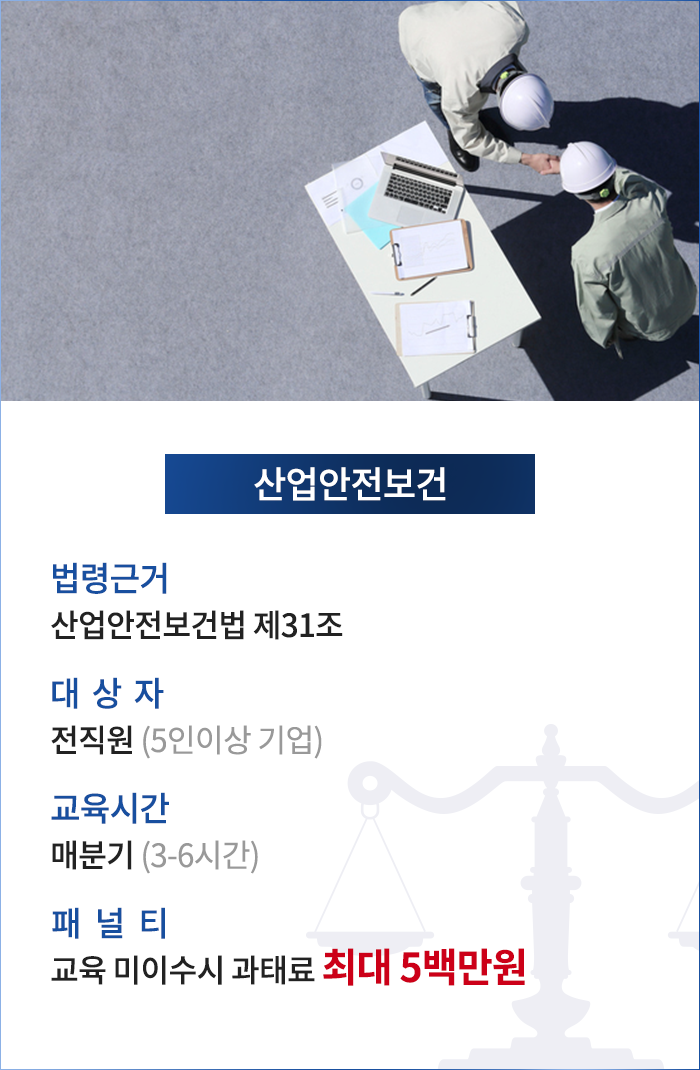 산업안전보건
법령근거
산업안전보건법 제31조
대 상 자
전직원 (5인이상 기업)
교육시간
매분기 (3-6시간)
패 널 티
교육 미이수시 과태료 최대 5백만원